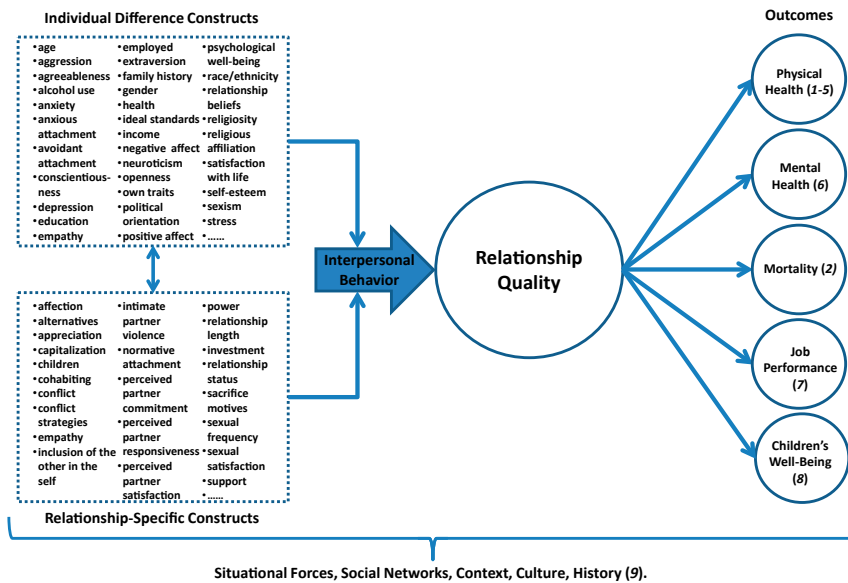 Individual Difference Constructs
•age
•aggression
•agreeableness
•alcohol use
•anxiety
•anxious
attachment
•avoidant
attachment
•conscientious-
ness
•depression
•education
•empathy
•employed
•extraversion
•family history
•gender
•health
•ideal standards
•income
•negative affect
•neuroticism
•openness
•own traits
•political
orientation
•positive affect
•psychological
well-being
•race/ethnicity
•relationship
beliefs
•religiosity
•religious
affiliation
•satisfaction
with life
•self-esteem
•sexism
•stress
•……
•affection
•alternatives
•appreciation
•capitalization
•children
•cohabiting
•conflict
•conflict
strategies
•empathy
•inclusion of the
other in the
self
•intimate
partner
violence
•normative
attachment
•perceived
partner
commitment
•perceived
partner
responsiveness
•perceived
partner
satisfaction
•power
•relationship
length
•investment
•relationship
status
•sacrifice
motives
•sexual
frequency
•sexual
satisfaction
•support
•……
Relationship-Specific Constructs
Interpersonal
Behavior
Relationship
Quality
Outcomes
Physical
Health (1-5)
Mental
Health (6)
Mortality (2)
Job
Performance
(7)
Children's
Well-Being
(8)
Situational Forces, Social Networks, Context, Culture, History (9).